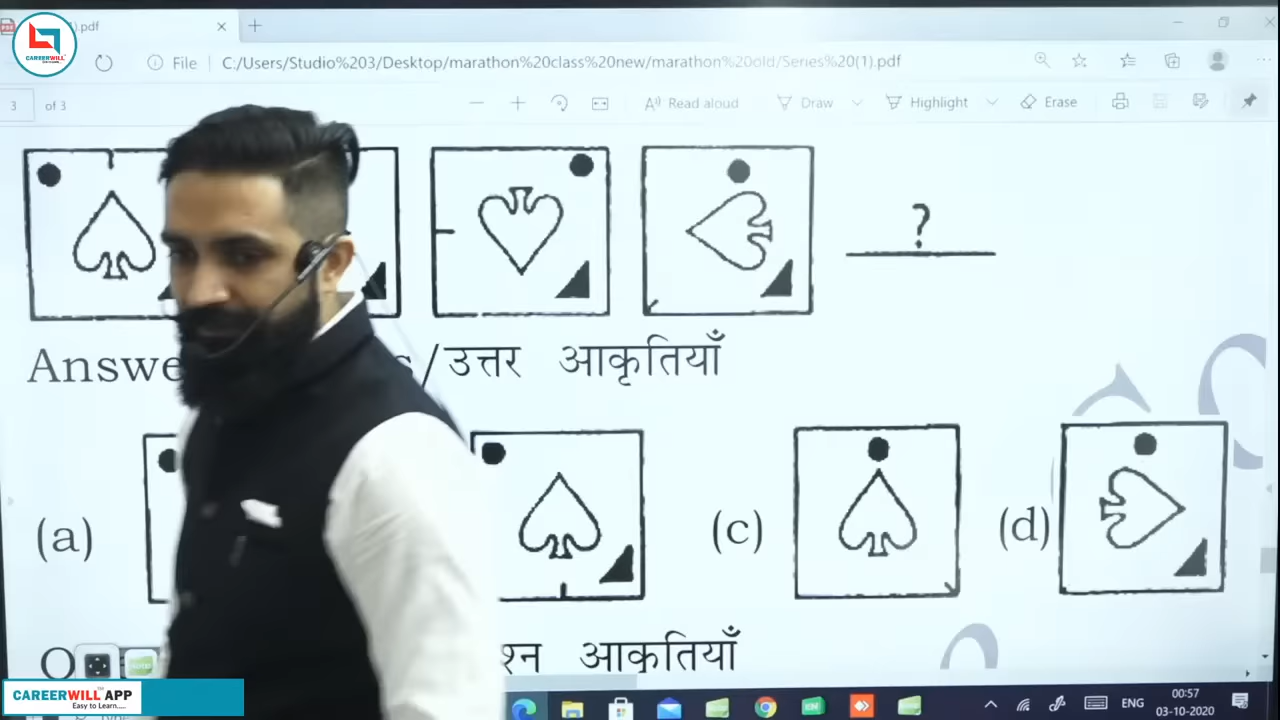 .pdf
File C:/Users/Studio%203/Desktop/marathon%20class%20new/marathon%20old/Series%20(1).pdf
3 of 3 Read aloud Draw Highlight Erase
CAREERWILL
?
/उत्तर आकृतियाँ
(a) (c) (d)
आकृतियाँ
CAREERWILL APP
Easy to Learn.....
ENG 00:57
03-10-2020